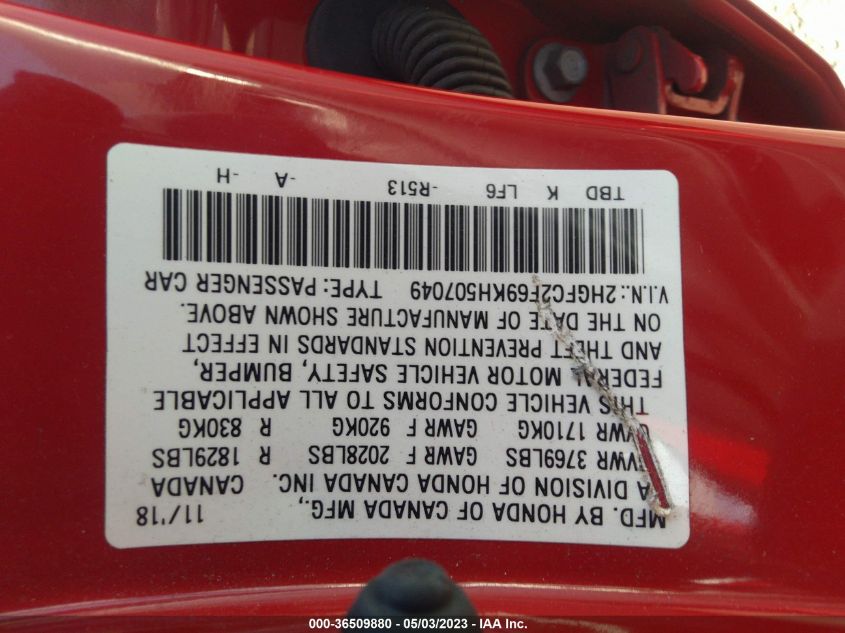 MFD. BY HONDA OF CANADA MFG., 11/'18
A DIVISION OF HONDA CANADA INC. CANADA
GVWR 3769LBS GAWR F 2028LBS R 1829LBS
GAWR 1710KG GAWR F 920KG R 830KG
THIS VEHICLE CONFORMS TO ALL APPLICABLE
FEDERAL MOTOR VEHICLE SAFETY, BUMPER,
AND THEFT PREVENTION STANDARDS IN EFFECT
ON THE DATE OF MANUFACTURE SHOWN ABOVE.
V.I.N.: 2HGFC2F69KH507049 TYPE: PASSENGER CAR
TBD K LF6 -R513 -A -H
000-36509880 - 05/03/2023 - IAA Inc.